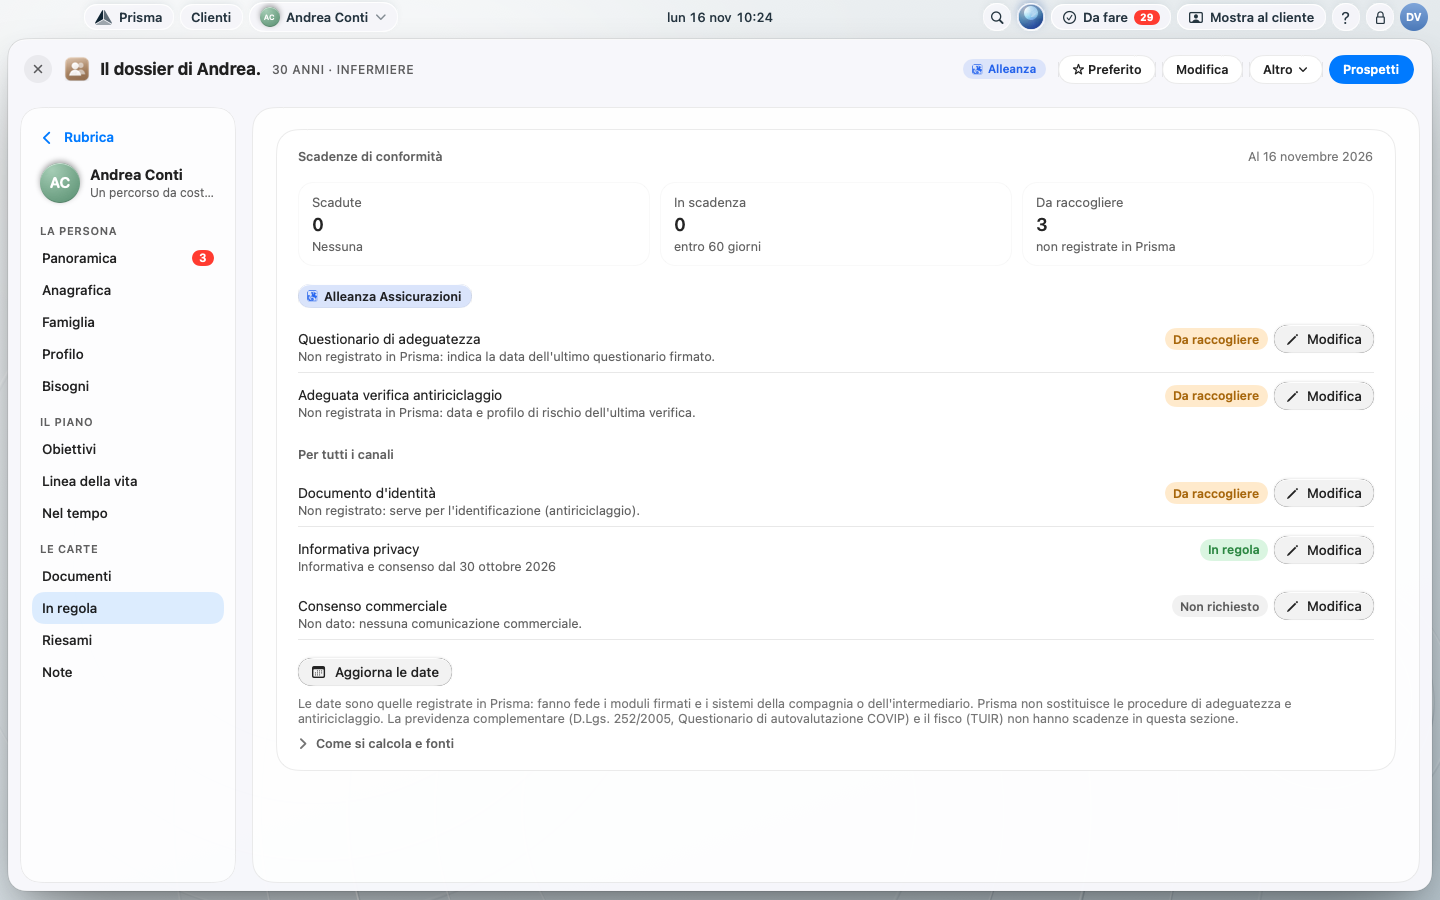 Prisma
Clienti
AC Andrea Conti
lun 16 nov 10:24
Da fare 29
Mostra al cliente
?
DV
Il dossier di Andrea. 30 ANNI · INFERMIERE
Alleanza
Preferito
Modifica
Altro
Prospetti
Rubrica
AC
Andrea Conti
Un percorso da cost...
LA PERSONA
Panoramica 3
Anagrafica
Famiglia
Profilo
Bisogni
IL PIANO
Obiettivi
Linea della vita
Nel tempo
LE CARTE
Documenti
In regola
Riesami
Note
Scadenze di conformità
Al 16 novembre 2026
Scadute
0
Nessuna
In scadenza
0
entro 60 giorni
Da raccogliere
3
non registrate in Prisma
Alleanza Assicurazioni
Questionario di adeguatezza
Non registrato in Prisma: indica la data dell'ultimo questionario firmato.
Da raccogliere
Modifica
Adeguata verifica antiriciclaggio
Non registrata in Prisma: data e profilo di rischio dell'ultima verifica.
Da raccogliere
Modifica
Per tutti i canali
Documento d'identità
Non registrato: serve per l'identificazione (antiriciclaggio).
Da raccogliere
Modifica
Informativa privacy
Informativa e consenso dal 30 ottobre 2026
In regola
Modifica
Consenso commerciale
Non dato: nessuna comunicazione commerciale.
Non richiesto
Modifica
Aggiorna le date
Le date sono quelle registrate in Prisma: fanno fede i moduli firmati e i sistemi della compagnia o dell'intermediario. Prisma non sostituisce le procedure di adeguatezza e
antiriciclaggio. La previdenza complementare (D.Lgs. 252/2005, Questionario di autovalutazione COVIP) e il fisco (TUIR) non hanno scadenze in questa sezione.
Come si calcola e fonti